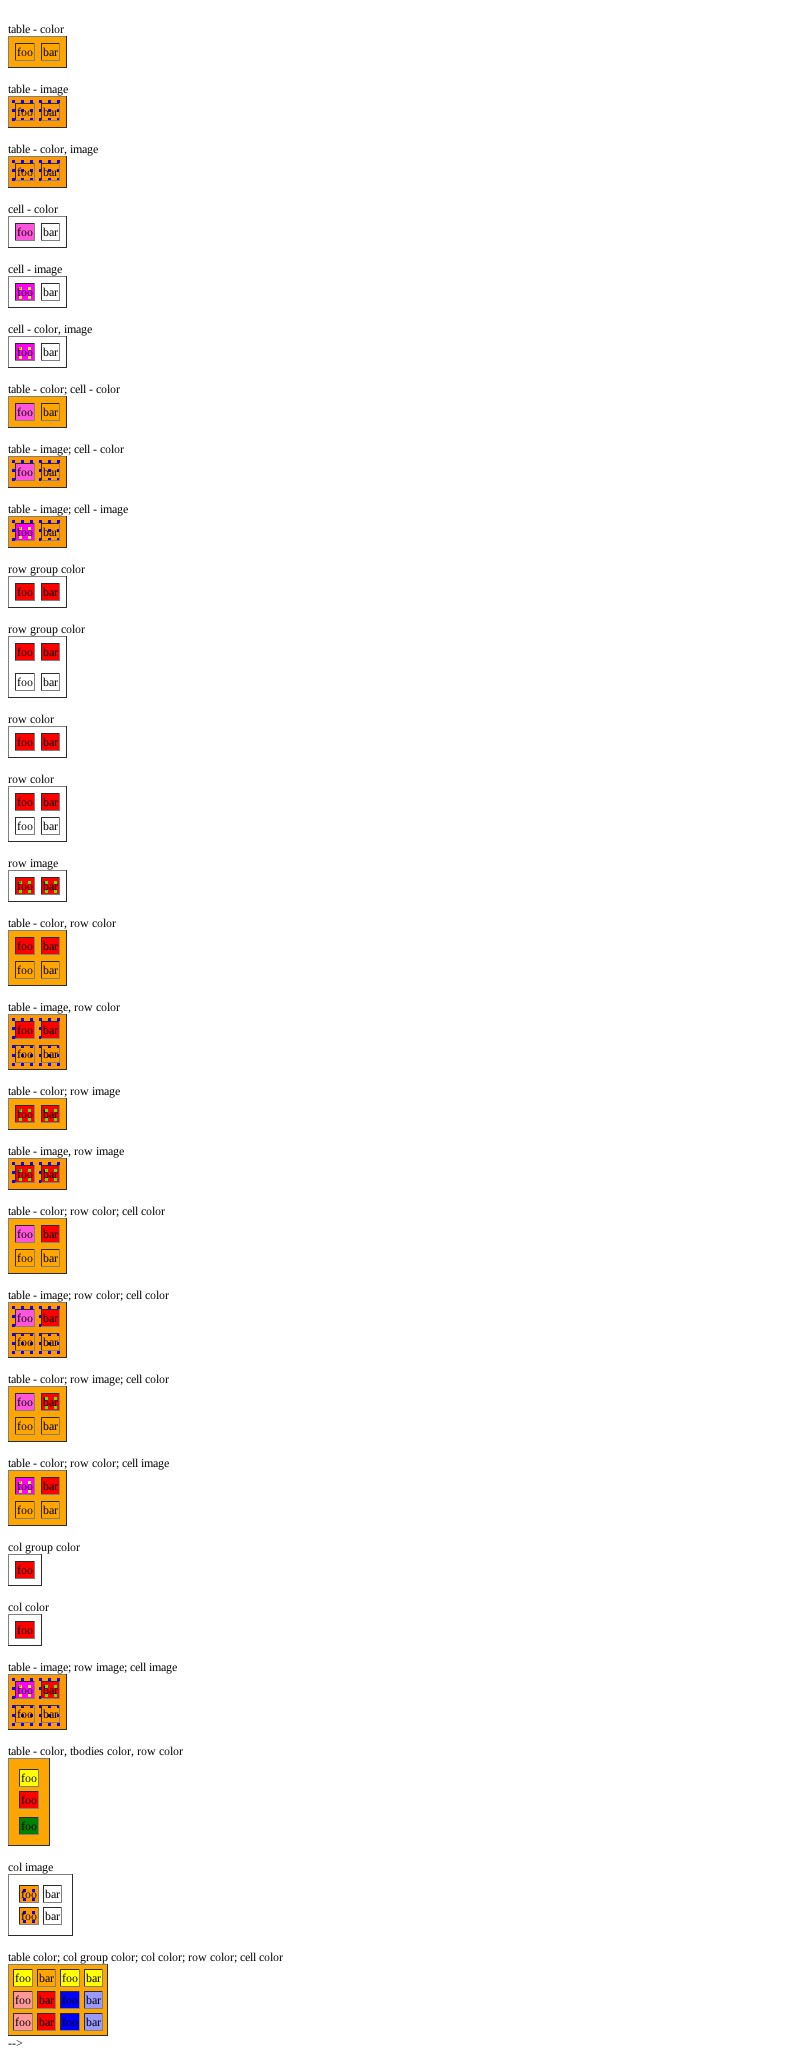 table - color
foo bar
table - image
foo bar
table - color, image
foo bar
cell - color
foo bar
cell - image
foo bar
cell - color, image
foo bar
table - color; cell - color
foo bar
table - image; cell - color
foo bar
table - image; cell - image
foo bar
row group color
foo bar
row group color
foo bar
foo bar
row color
foo bar
row color
foo bar
foo bar
row image
foo bar
table - color, row color
foo bar
foo bar
table - image, row color
foo bar
foo bar
table - color; row image
foo bar
table - image, row image
foo bar
table - color; row color; cell color
foo bar
foo bar
table - image; row color; cell color
foo bar
foo bar
table - color; row image; cell color
foo bar
foo bar
table - color; row color; cell image
foo bar
foo bar
col group color
foo
col color
foo
table - image; row image; cell image
foo bar
foo bar
table - color, tbodies color, row color
foo
foo
foo
col image
foo bar
foo bar
table color; col group color; col color; row color; cell color
foo bar foo bar
foo bar foo bar
foo bar foo bar
-->